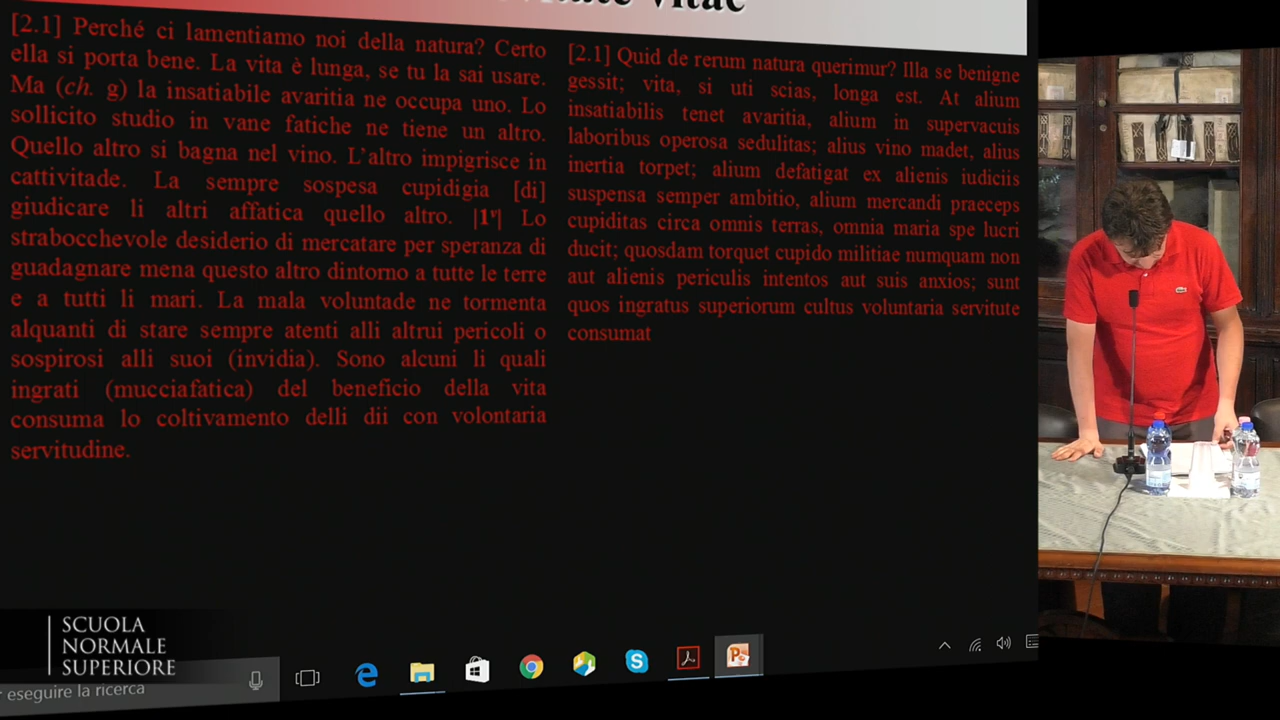 vitae
[2.1] Perché ci lamentiamo noi della natura? Certo
ella si porta bene. La vita è lunga, se tu la sai usare.
Ma (ch. g) la insatiabile avaritia ne occupa uno. Lo
sollicito studio in vane fatiche ne tiene un altro.
Quello altro si bagna nel vino. L'altro impigrisce in
cattivitade. La sempre sospesa cupidigia [di]
giudicare li altri affatica quello altro. |1v| Lo
strabocchevole desiderio di mercatare per speranza di
guadagnare mena questo altro dintorno a tutte le terre
e a tutti li mari. La mala voluntade ne tormenta
alquanti di stare sempre atenti alli altrui pericoli o
sospirosi alli suoi (invidia). Sono alcuni li quali
ingrati (mucciafatica) del beneficio della vita
consuma lo coltivamento delli dii con volontaria
servitudine.
[2.1] Quid de rerum natura querimur? Illa se benigne
gessit; vita, si uti scias, longa est. At alium
insatiabilis tenet avaritia, alium in supervacuis
laboribus operosa sedulitas; alius vino madet, alius
inertia torpet; alium defatigat ex alienis iudiciis
suspensa semper ambitio, alium mercandi praeceps
cupiditas circa omnis terras, omnia maria spe lucri
ducit; quosdam torquet cupido militiae numquam non
aut alienis periculis intentos aut suis anxios; sunt
quos ingratus superiorum cultus voluntaria servitute
consumat
SCUOLA
NORMALE
SUPERIORE
eseguire la ricerca